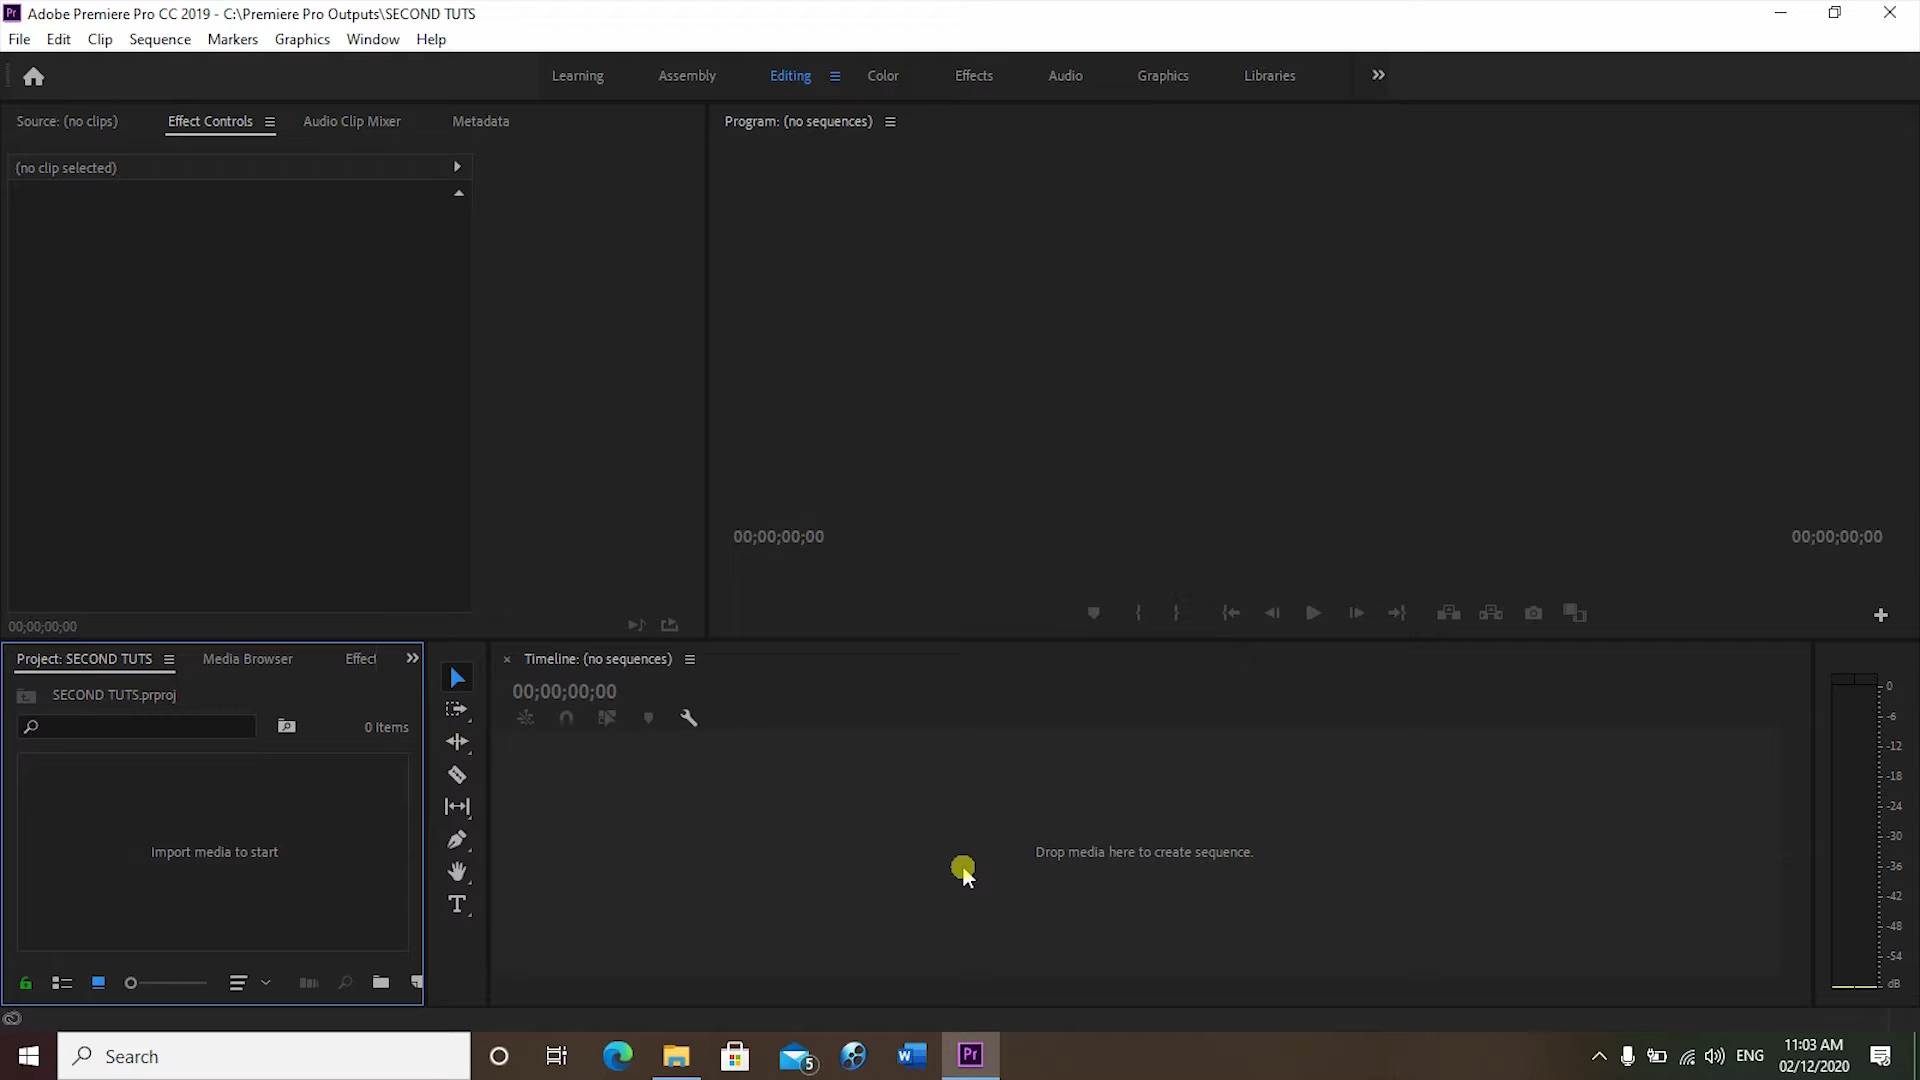 Pr Adobe Premiere Pro CC 2019 - C:\Premiere Pro Outputs\SECOND TUTS
File Edit Clip Sequence Markers Graphics Window Help
Learning Assembly Editing Color Effects Audio Graphics Libraries
Source: (no clips) Effect Controls Audio Clip Mixer Metadata
Program: (no sequences)
(no clip selected)
00;00;00;00 00;00;00;00
00;00;00;00
Project: SECOND TUTS Media Browser Effect
Timeline: (no sequences)
SECOND TUTS.prproj
00;00;00;00
0 Items
Import media to start
Drop media here to create sequence.
0
-6
-12
-18
-24
-30
-36
-42
-48
-54
dB
Search
5
W
Pr
ENG
11:03 AM
02/12/2020